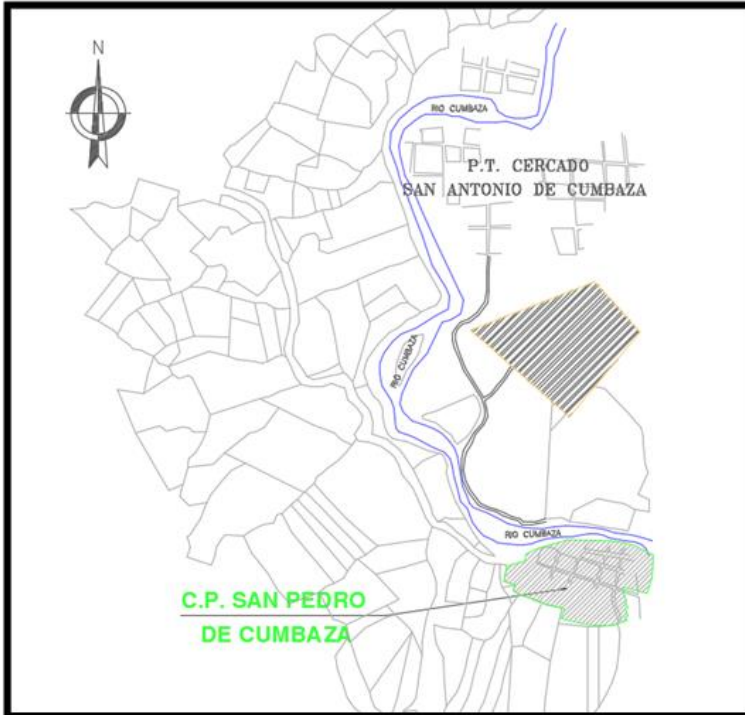 N
RIO CUMBAZA
P.T. CERCADO
SAN ANTONIO DE CUMBAZA
RIO CUMBAZA
RIO CUMBAZA
C.P. SAN PEDRO
DE CUMBAZA